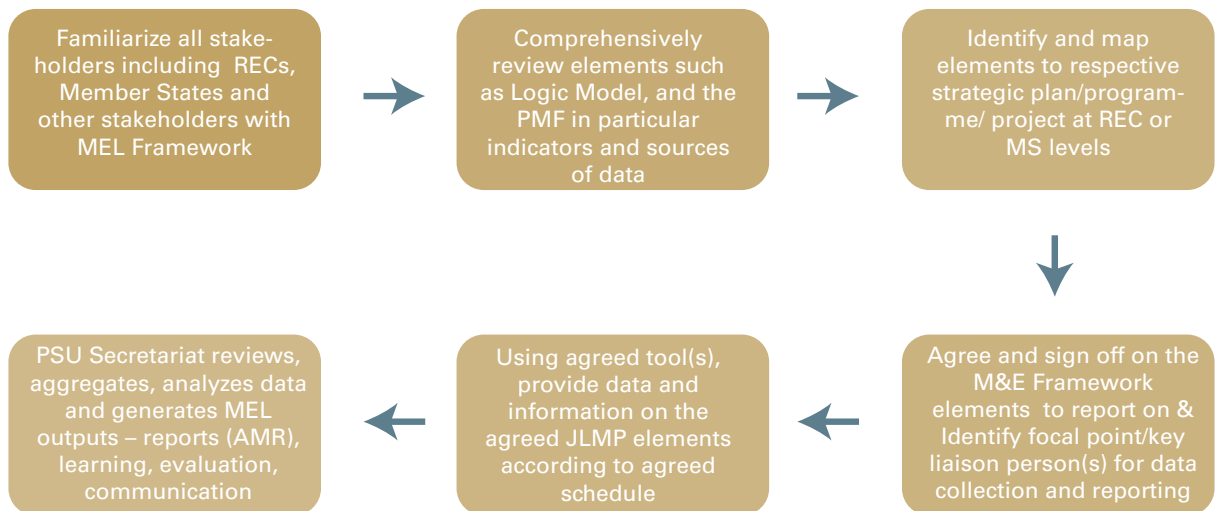 Familiarize all stake-
holders including RECs,
Member States and
other stakeholders with
MEL Framework
Comprehensively
review elements such
as Logic Model, and the
PMF in particular
indicators and sources
of data
Identify and map
elements to respective
strategic plan/program-
me/ project at REC or
MS levels
Agree and sign off on the
M&E Framework
elements to report on &
Identify focal point/key
liaison person(s) for data
collection and reporting
Using agreed tool(s),
provide data and
information on the
agreed JLMP elements
according to agreed
schedule
PSU Secretariat reviews,
aggregates, analyzes data
and generates MEL
outputs – reports (AMR),
learning, evaluation,
communication